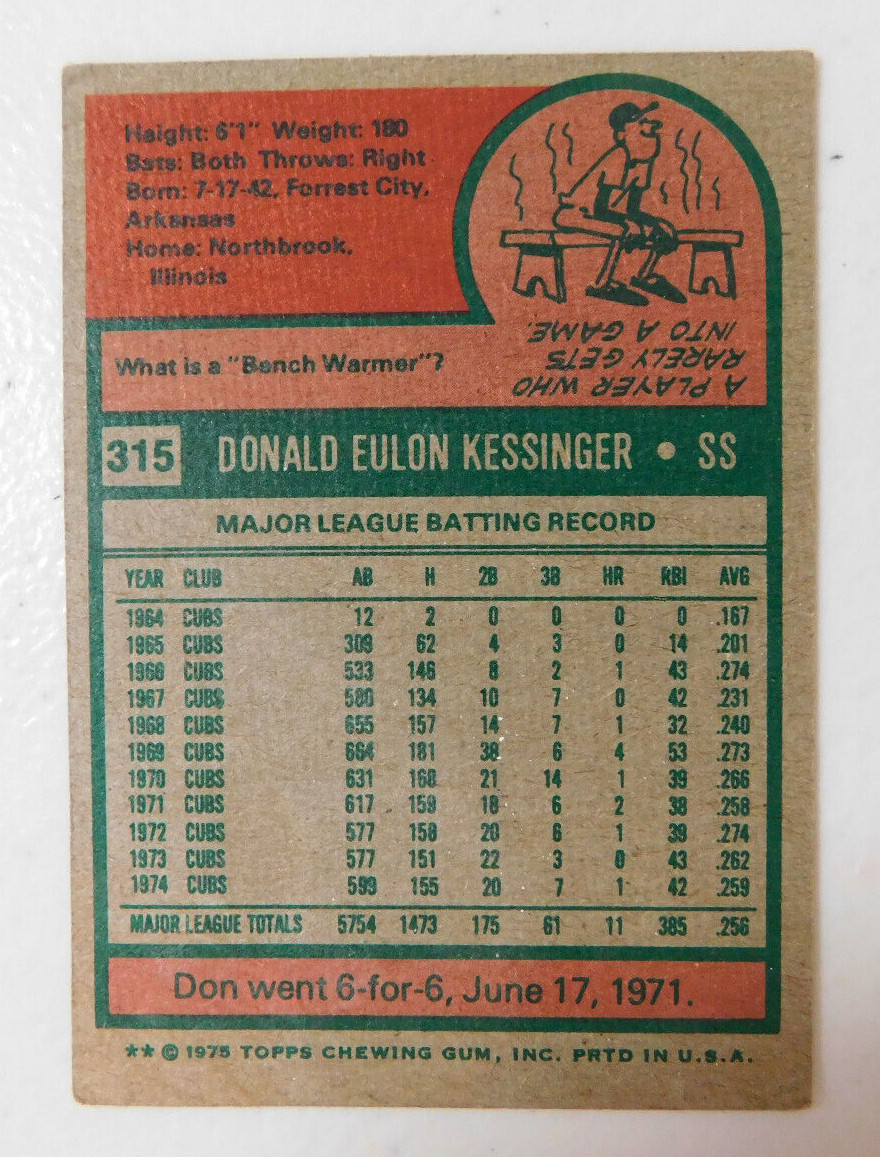 Height: 6'1" Weight: 180
Bats: Both Throws: Right
Born: 7-17-42, Forrest City,
Arkansas
Home: Northbrook,
Illinois
What is a "Bench Warmer"?
A PLAYER WHO
RARELY GETS
INTO A GAME.
315 DONALD EULON KESSINGER • SS
MAJOR LEAGUE BATTING RECORD
YEAR CLUB AB H 2B 3B HR RBI AVG
1964 CUBS 12 2 0 0 0 0 .167
1965 CUBS 309 62 4 3 0 14 .201
1966 CUBS 533 146 8 2 1 43 .274
1967 CUBS 580 134 10 7 0 42 .231
1968 CUBS 655 157 14 7 1 32 .240
1969 CUBS 664 181 38 6 4 53 .273
1970 CUBS 631 168 21 14 1 39 .266
1971 CUBS 617 159 18 6 2 38 .258
1972 CUBS 577 158 20 6 1 39 .274
1973 CUBS 577 151 22 3 0 43 .262
1974 CUBS 599 155 20 7 1 42 .259
MAJOR LEAGUE TOTALS 5754 1473 175 61 11 385 .256
Don went 6-for-6, June 17, 1971.
** © 1975 TOPPS CHEWING GUM, INC. PRTD IN U.S.A.